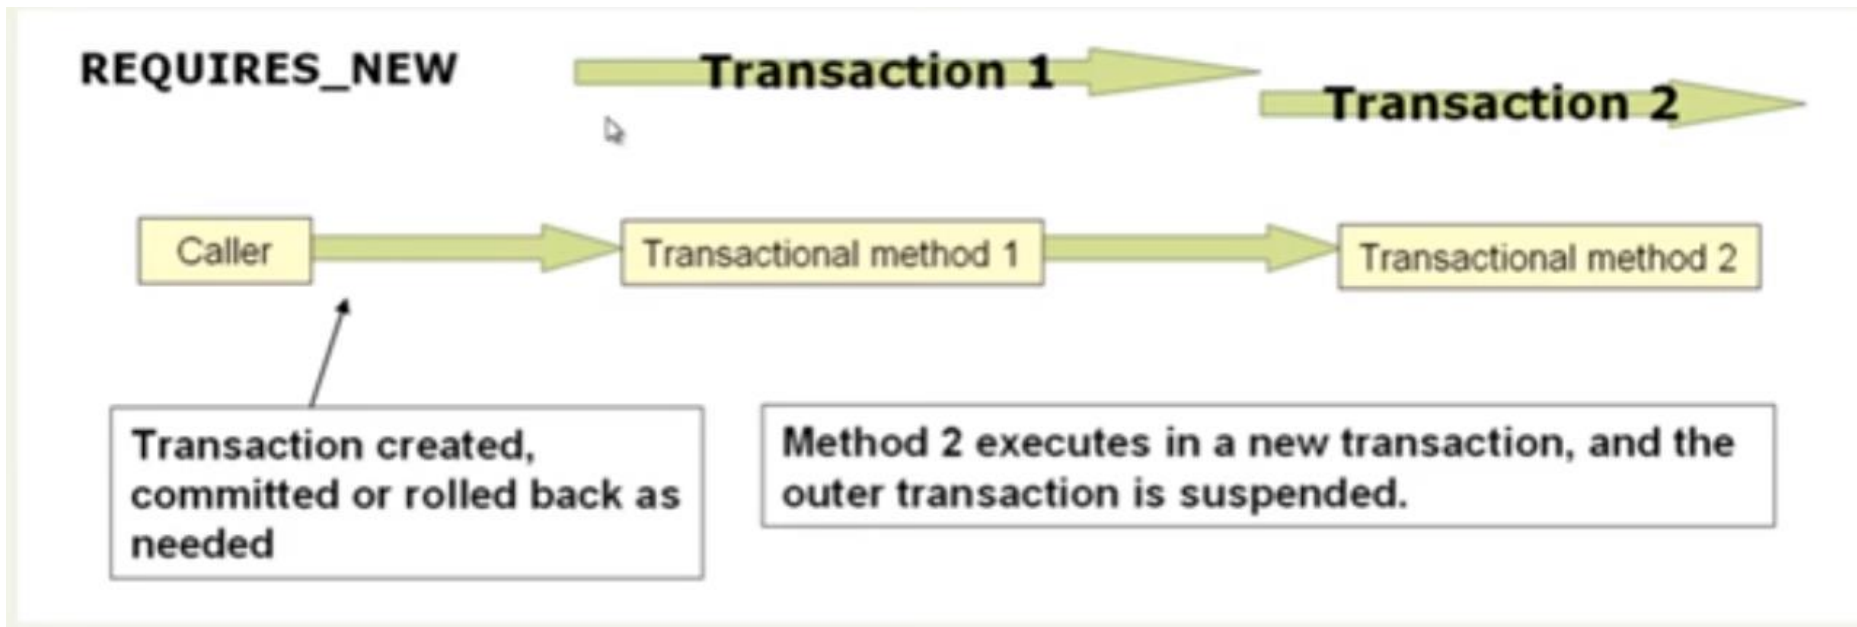 REQUIRES_NEW
Transaction 1
Transaction 2
Caller
Transactional method 1
Transactional method 2
Transaction created,
committed or rolled back as
needed
Method 2 executes in a new transaction, and the
outer transaction is suspended.